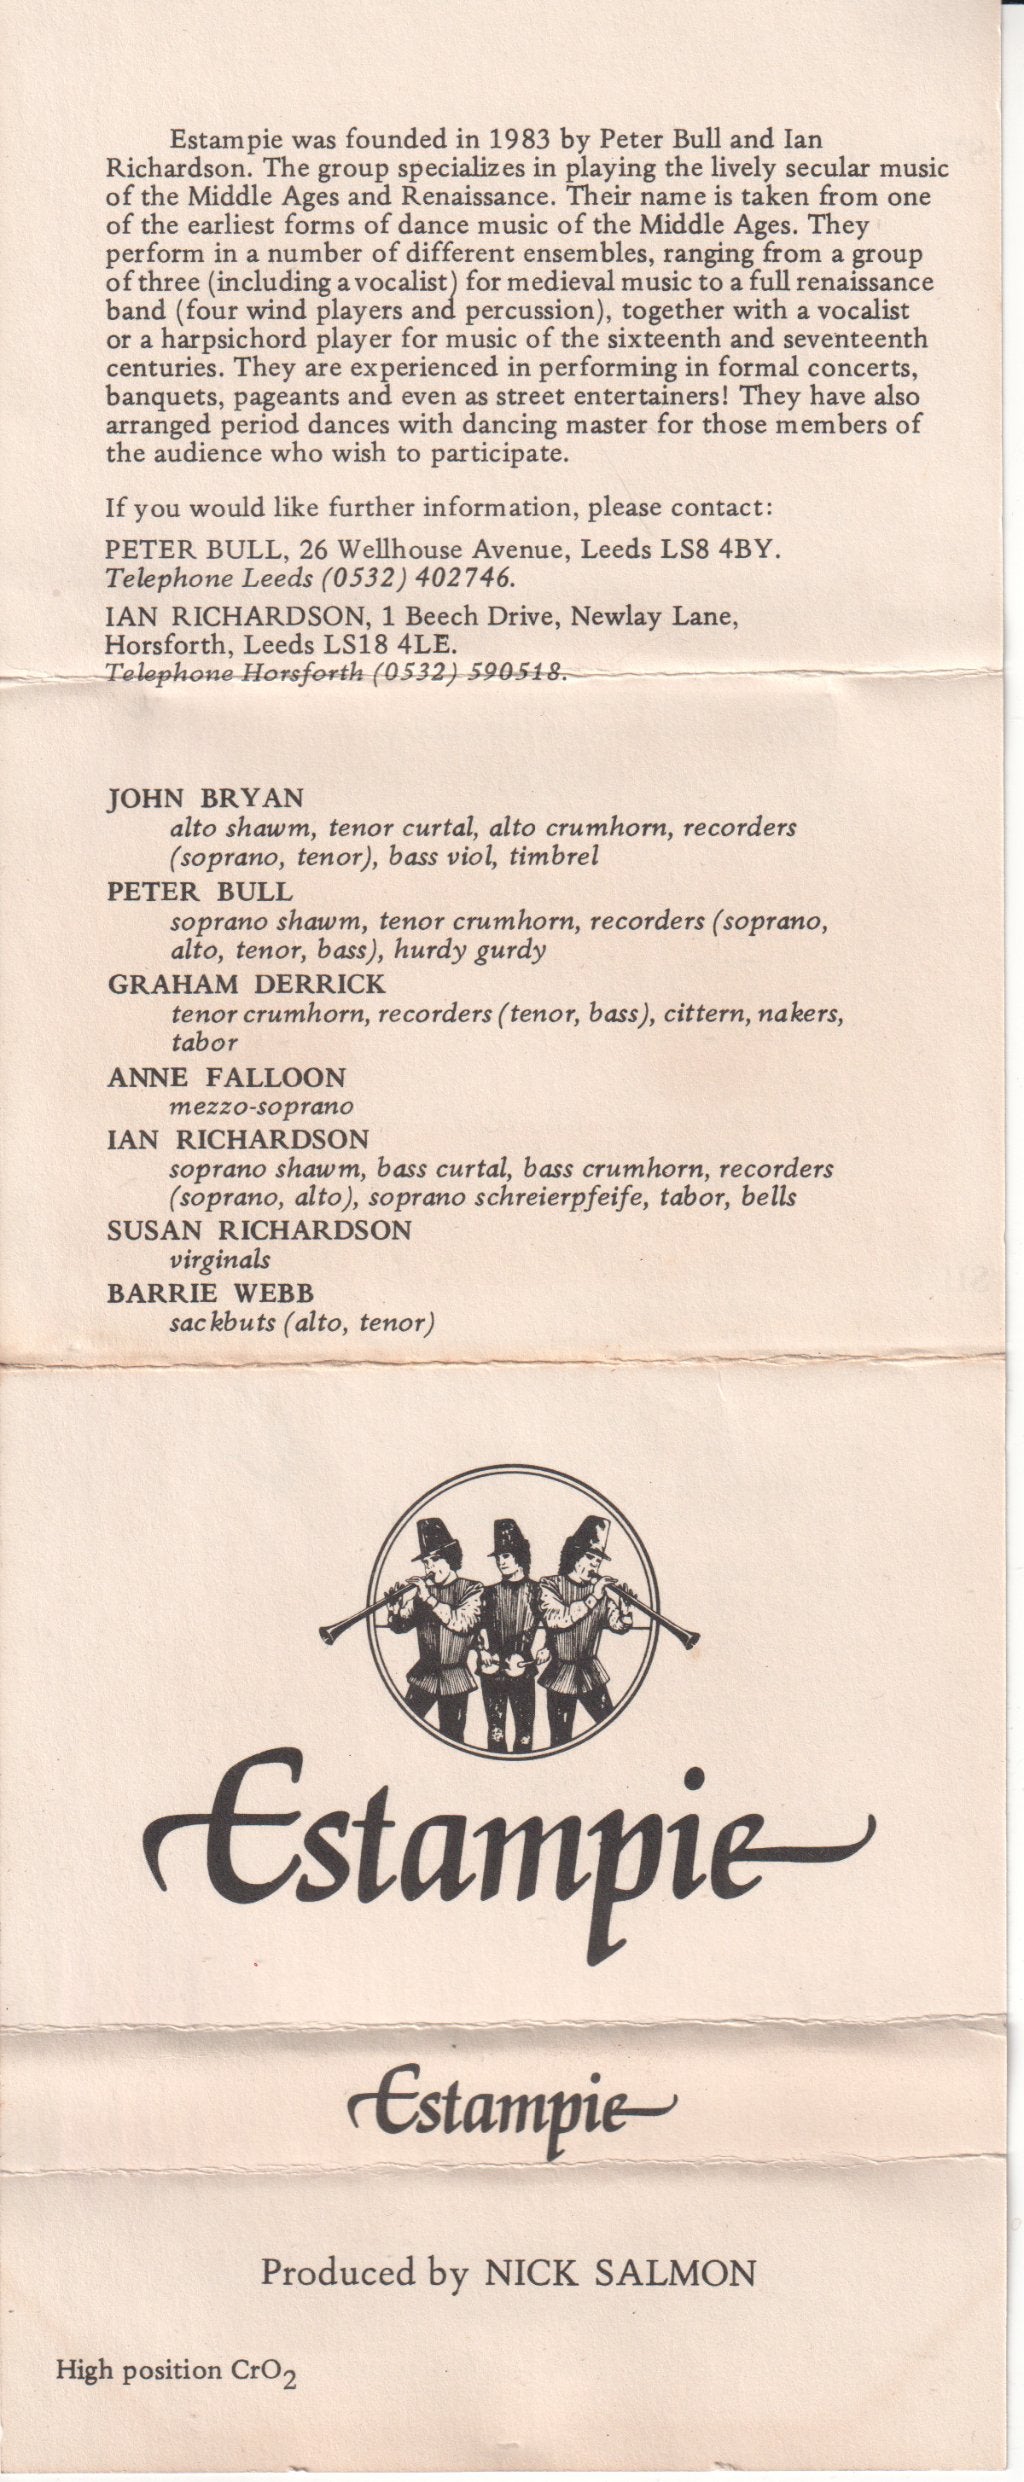 Estampie was founded in 1983 by Peter Bull and Ian
Richardson. The group specializes in playing the lively secular music
of the Middle Ages and Renaissance. Their name is taken from one
of the earliest forms of dance music of the Middle Ages. They
perform in a number of different ensembles, ranging from a group
of three (including a vocalist) for medieval music to a full renaissance
band (four wind players and percussion), together with a vocalist
or a harpsichord player for music of the sixteenth and seventeenth
centuries. They are experienced in performing in formal concerts,
banquets, pageants and even as street entertainers! They have also
arranged period dances with dancing master for those members of
the audience who wish to participate.
If you would like further information, please contact:
PETER BULL, 26 Wellhouse Avenue, Leeds LS8 4BY.
Telephone Leeds (0532) 402746.
IAN RICHARDSON, 1 Beech Drive, Newlay Lane,
Horsforth, Leeds LS18 4LE.
Telephone Horsforth (0532) 590518.
JOHN BRYAN
alto shawm, tenor curtal, alto crumhorn, recorders
(soprano, tenor), bass viol, timbrel
PETER BULL
soprano shawm, tenor crumhorn, recorders (soprano,
alto, tenor, bass), hurdy gurdy
GRAHAM DERRICK
tenor crumhorn, recorders (tenor, bass), cittern, nakers,
tabor
ANNE FALLOON
mezzo-soprano
IAN RICHARDSON
soprano shawm, bass curtal, bass crumhorn, recorders
(soprano, alto), soprano schreierpfeife, tabor, bells
SUSAN RICHARDSON
virginals
BARRIE WEBB
sackbuts (alto, tenor)
Estampie
Estampie
Produced by NICK SALMON
High position CrO₂